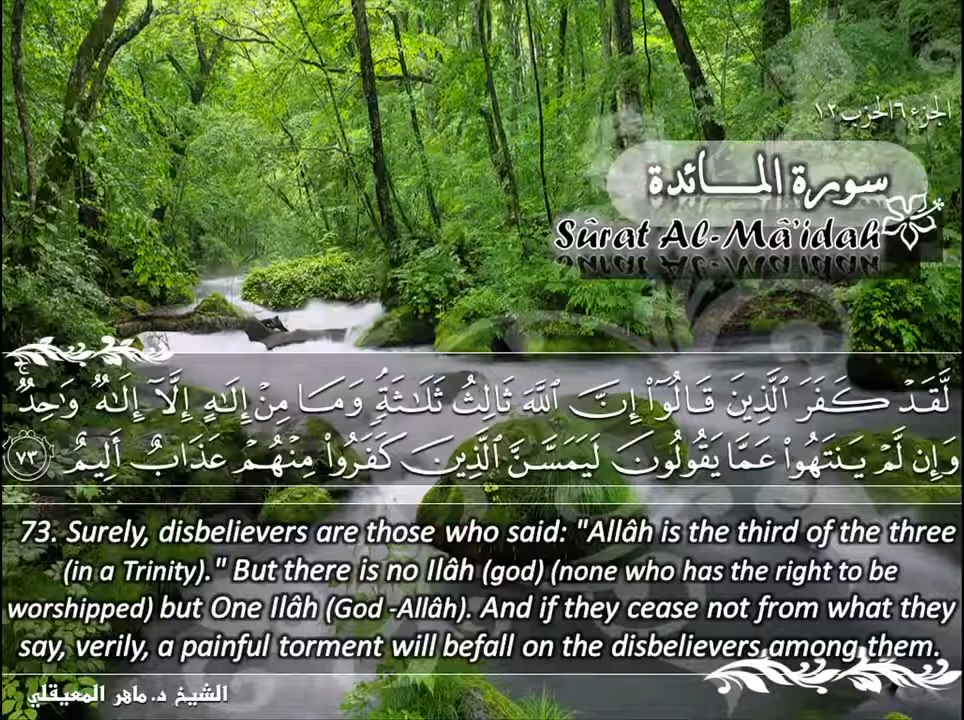 الجزء ٦ الحزب ١٢
سورة المـــائدة
Sûrat Al-Mâ'idah
لَّقَدْ كَفَرَ ٱلَّذِينَ قَالُوٓا۟ إِنَّ ٱللَّهَ ثَالِثُ ثَلَـٰثَةٍۘ وَمَا مِنْ إِلَـٰهٍ إِلَّآ إِلَـٰهٌ وَٰحِدٌۚ
وَإِن لَّمْ يَنتَهُوا۟ عَمَّا يَقُولُونَ لَيَمَسَّنَّ ٱلَّذِينَ كَفَرُوا۟ مِنْهُمْ عَذَابٌ أَلِيمٌ ٧٣
73. Surely, disbelievers are those who said: "Allâh is the third of the three
(in a Trinity)." But there is no Ilâh (god) (none who has the right to be
worshipped) but One Ilâh (God -Allâh). And if they cease not from what they
say, verily, a painful torment will befall on the disbelievers among them.
الشيخ د. ماهر المعيقلي